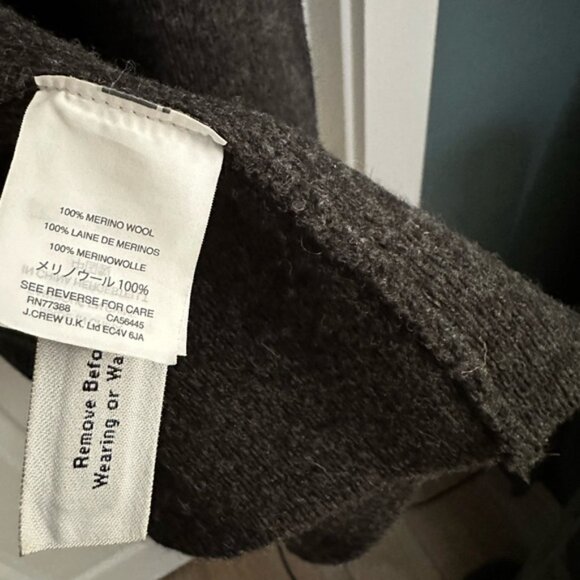 100% MERINO WOOL
100% LAINE DE MERINOS
100% MERINOWOLLE
メリノウール 100%
SEE REVERSE FOR CARE
RN77388 CA56445
J.CREW U.K. Ltd EC4V 6JA
Remove Befo
Wearing or Wa